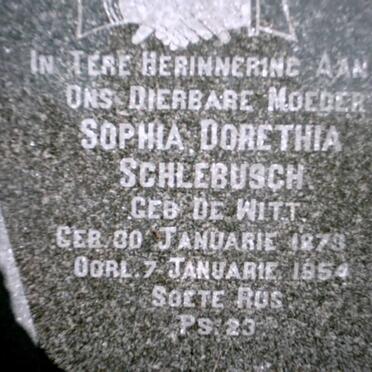 IN TERE HERINNERING AAN
ONS DIERBARE MOEDER
SOPHIA DORETHIA
SCHLEBUSCH.
GEB DE WITT.
GEB. 30 JANUARIE 1879
OORL. 7 JANUARIE 1954
SOETE RUS
PS. 23